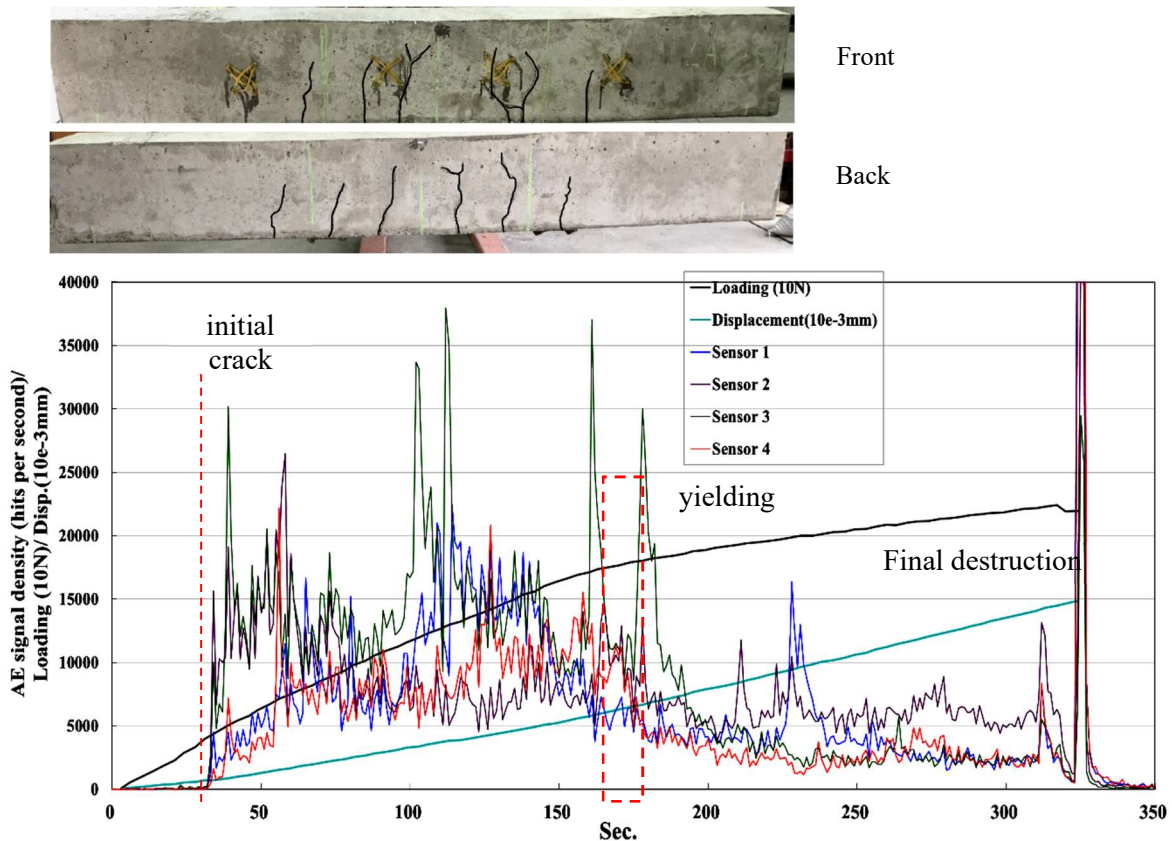 Front
Back
40000
35000
30000
25000
20000
15000
10000
5000
0
AE signal density (hits per second)/
Loading (10N)/ Disp.(10e-3mm)
initial
crack
Loading (10N)
Displacement(10e-3mm)
Sensor 1
Sensor 2
Sensor 3
Sensor 4
yielding
Final destruction
0 50 100 150 200 250 300 350
Sec.